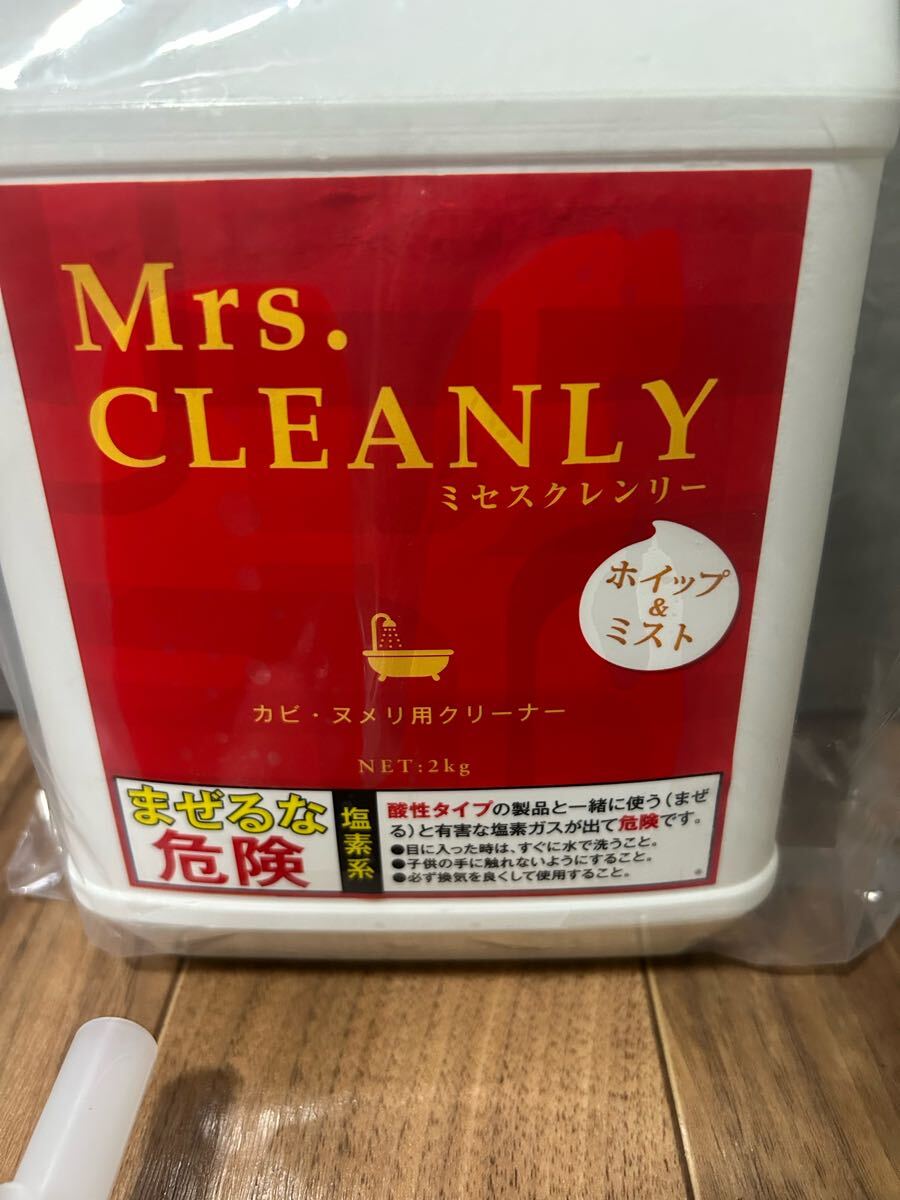 Mrs.
CLEANLY
ミセスクレンリー
ホイップ
&
ミスト
カビ・ヌメリ用クリーナー
NET:2kg
まぜるな
危険
塩素系
酸性タイプの製品と一緒に使う(まぜ
る)と有害な塩素ガスが出て危険です。
●目に入った時は、すぐに水で洗うこと。
●子供の手に触れないようにすること。
●必ず換気を良くして使用すること。